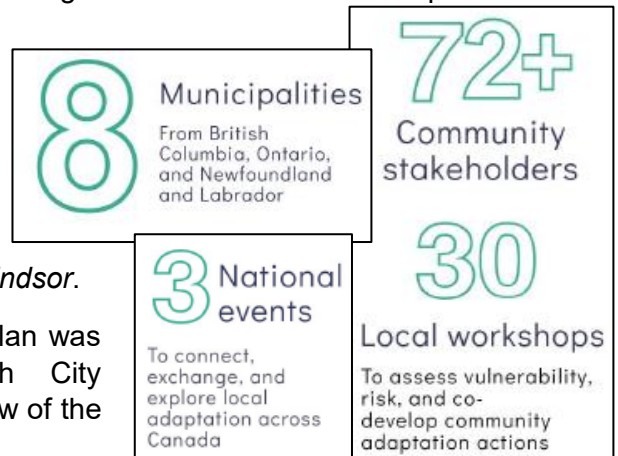 8
Municipalities
From British
Columbia, Ontario,
and Newfoundland
and Labrador
72+
Community
stakeholders
3
National
events
To connect,
exchange, and
explore local
adaptation across
Canada
30
Local workshops
To assess vulnerability,
risk, and co-
develop community
adaptation actions
ndsor.
lan was
h City
w of the